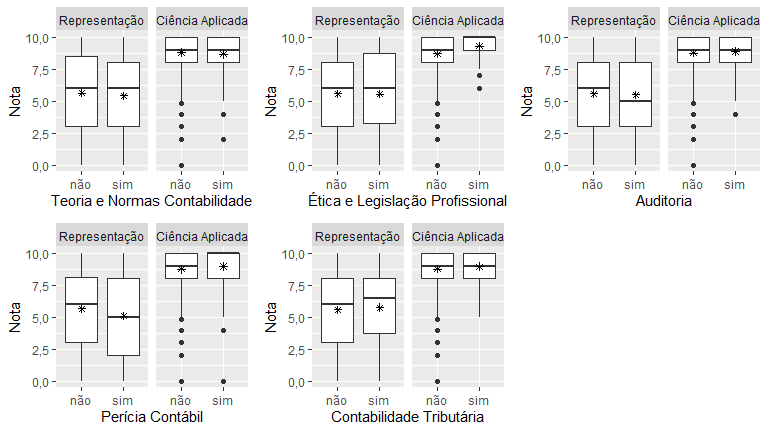 Representação Ciência Aplicada
10,0
7,5
5,0
2,5
0,0
Nota
não sim não sim
Teoria e Normas Contabilidade
Representação Ciência Aplicada
10,0
7,5
5,0
2,5
0,0
Nota
não sim não sim
Ética e Legislação Profissional
Representação Ciência Aplicada
10,0
7,5
5,0
2,5
0,0
Nota
não sim não sim
Auditoria
Representação Ciência Aplicada
10,0
7,5
5,0
2,5
0,0
Nota
não sim não sim
Perícia Contábil
Representação Ciência Aplicada
10,0
7,5
5,0
2,5
0,0
Nota
não sim não sim
Contabilidade Tributária